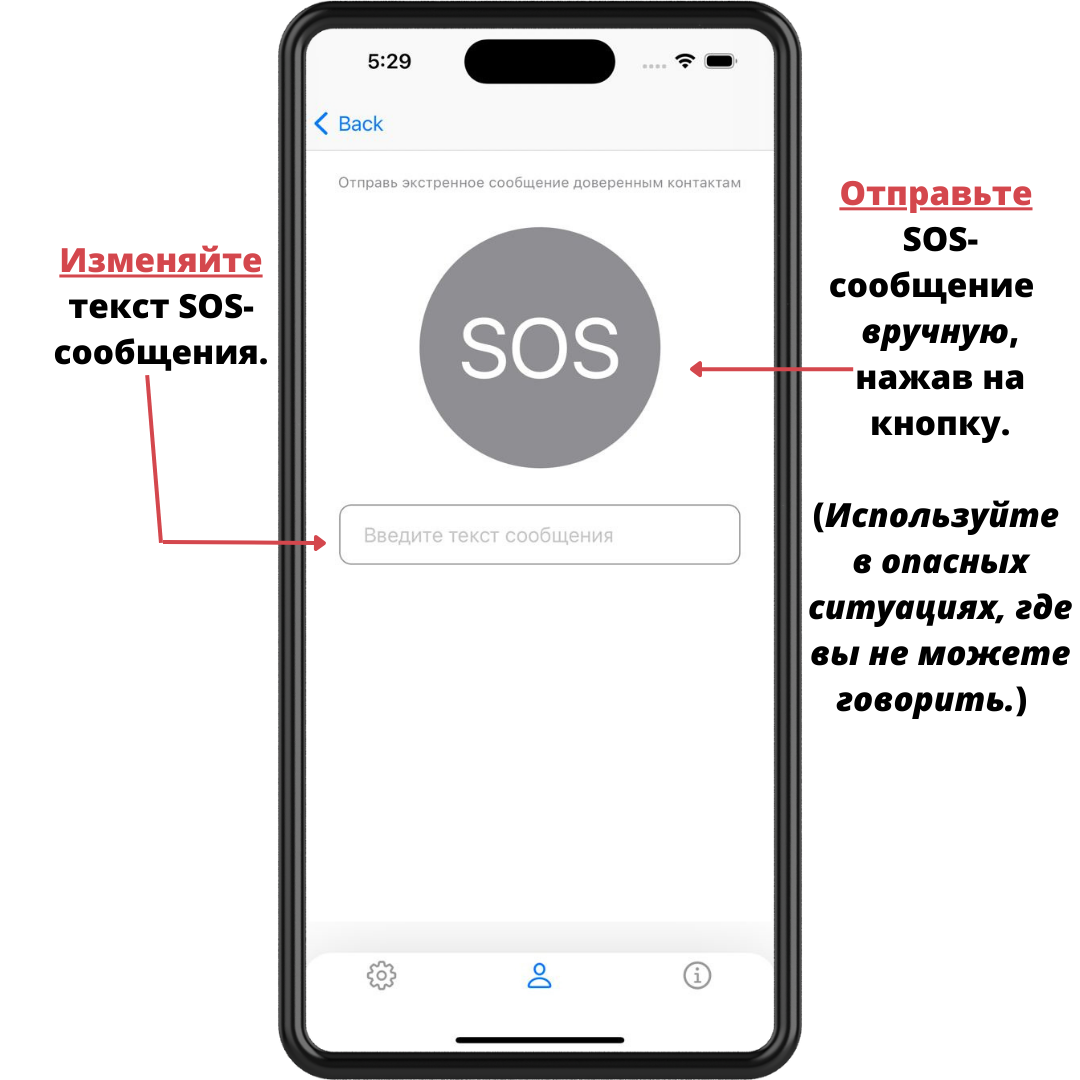 5:29
Back
Отправь экстренное сообщение доверенным контактам
SOS
Введите текст сообщения
Изменяйте
текст SOS-
сообщения.
Отправьте
SOS-
сообщение
вручную,
нажав на
кнопку.
(Используйте
в опасных
ситуациях, где
вы не можете
говорить.)